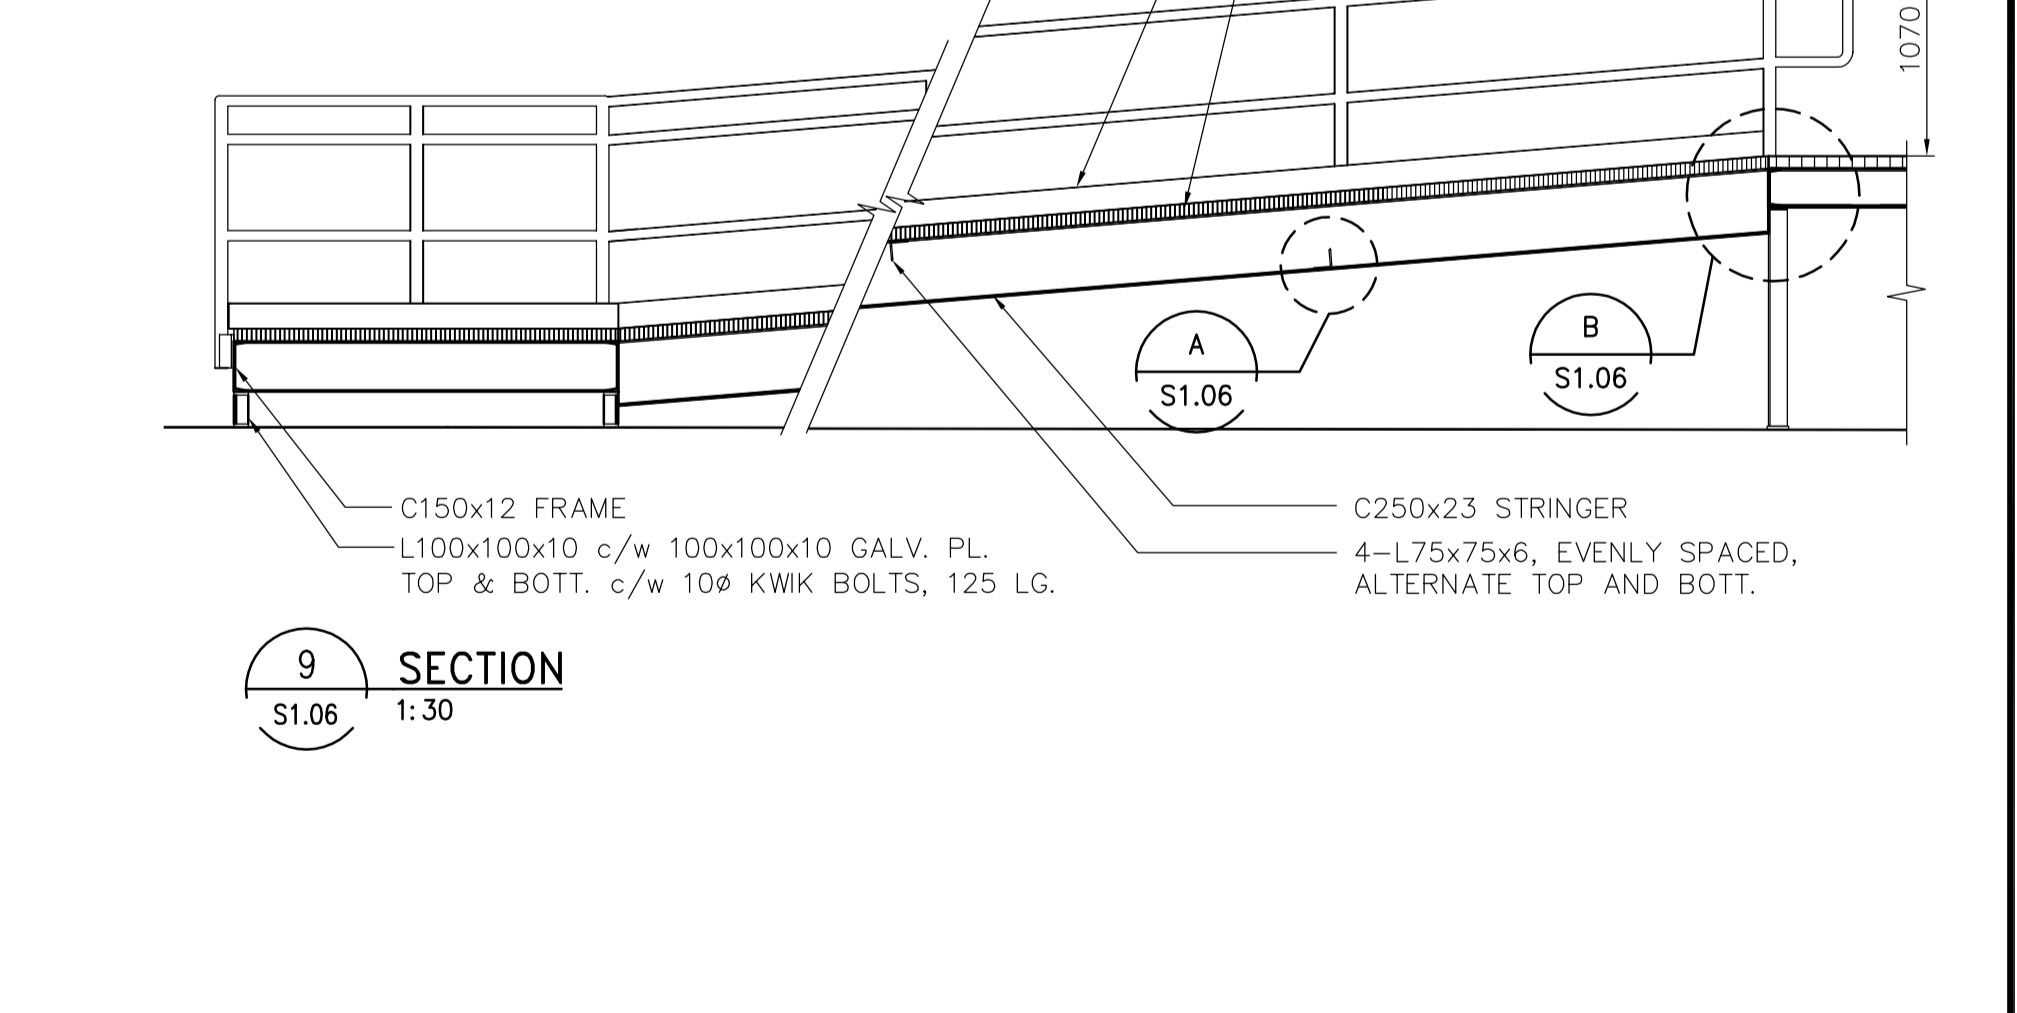 1070
A
S1.06
B
S1.06
C150x12 FRAME
L100x100x10 c/w 100x100x10 GALV. PL.
TOP & BOTT. c/w 10ø KWIK BOLTS, 125 LG.
C250x23 STRINGER
4-L75x75x6, EVENLY SPACED,
ALTERNATE TOP AND BOTT.
9
S1.06
SECTION
1:30